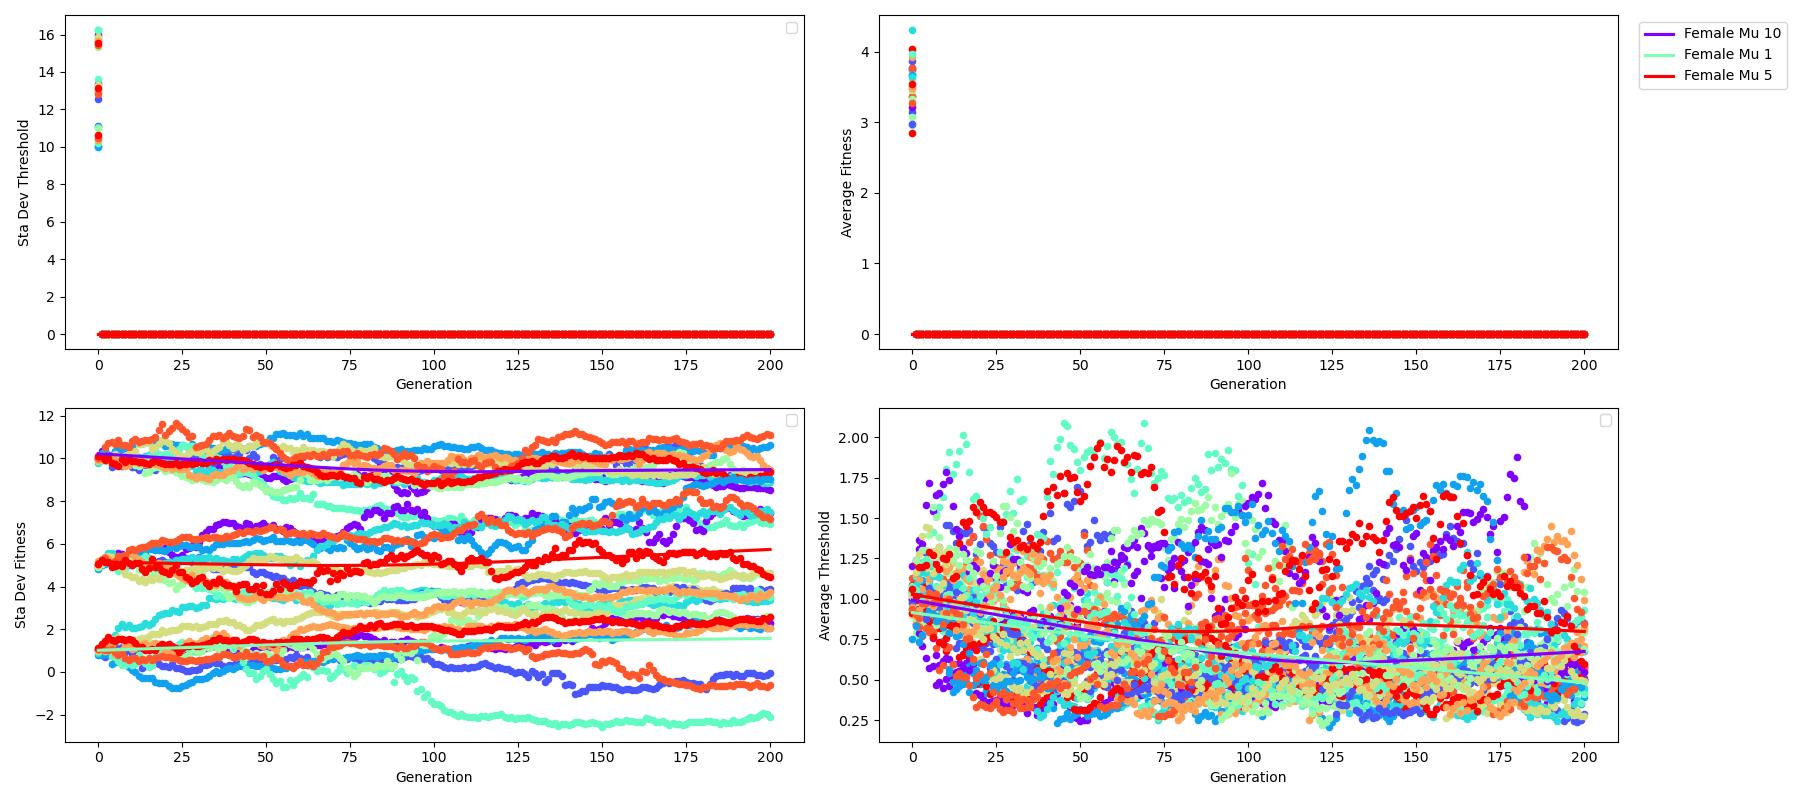 16
14
12
10
8
6
4
2
0
Sta Dev Threshold
0 25 50 75 100 125 150 175 200
Generation
4
3
2
1
0
Average Fitness
0 25 50 75 100 125 150 175 200
Generation
Female Mu 10
Female Mu 1
Female Mu 5
12
10
8
6
4
2
0
−2
Sta Dev Fitness
0 25 50 75 100 125 150 175 200
Generation
2.00
1.75
1.50
1.25
1.00
0.75
0.50
0.25
Average Threshold
0 25 50 75 100 125 150 175 200
Generation